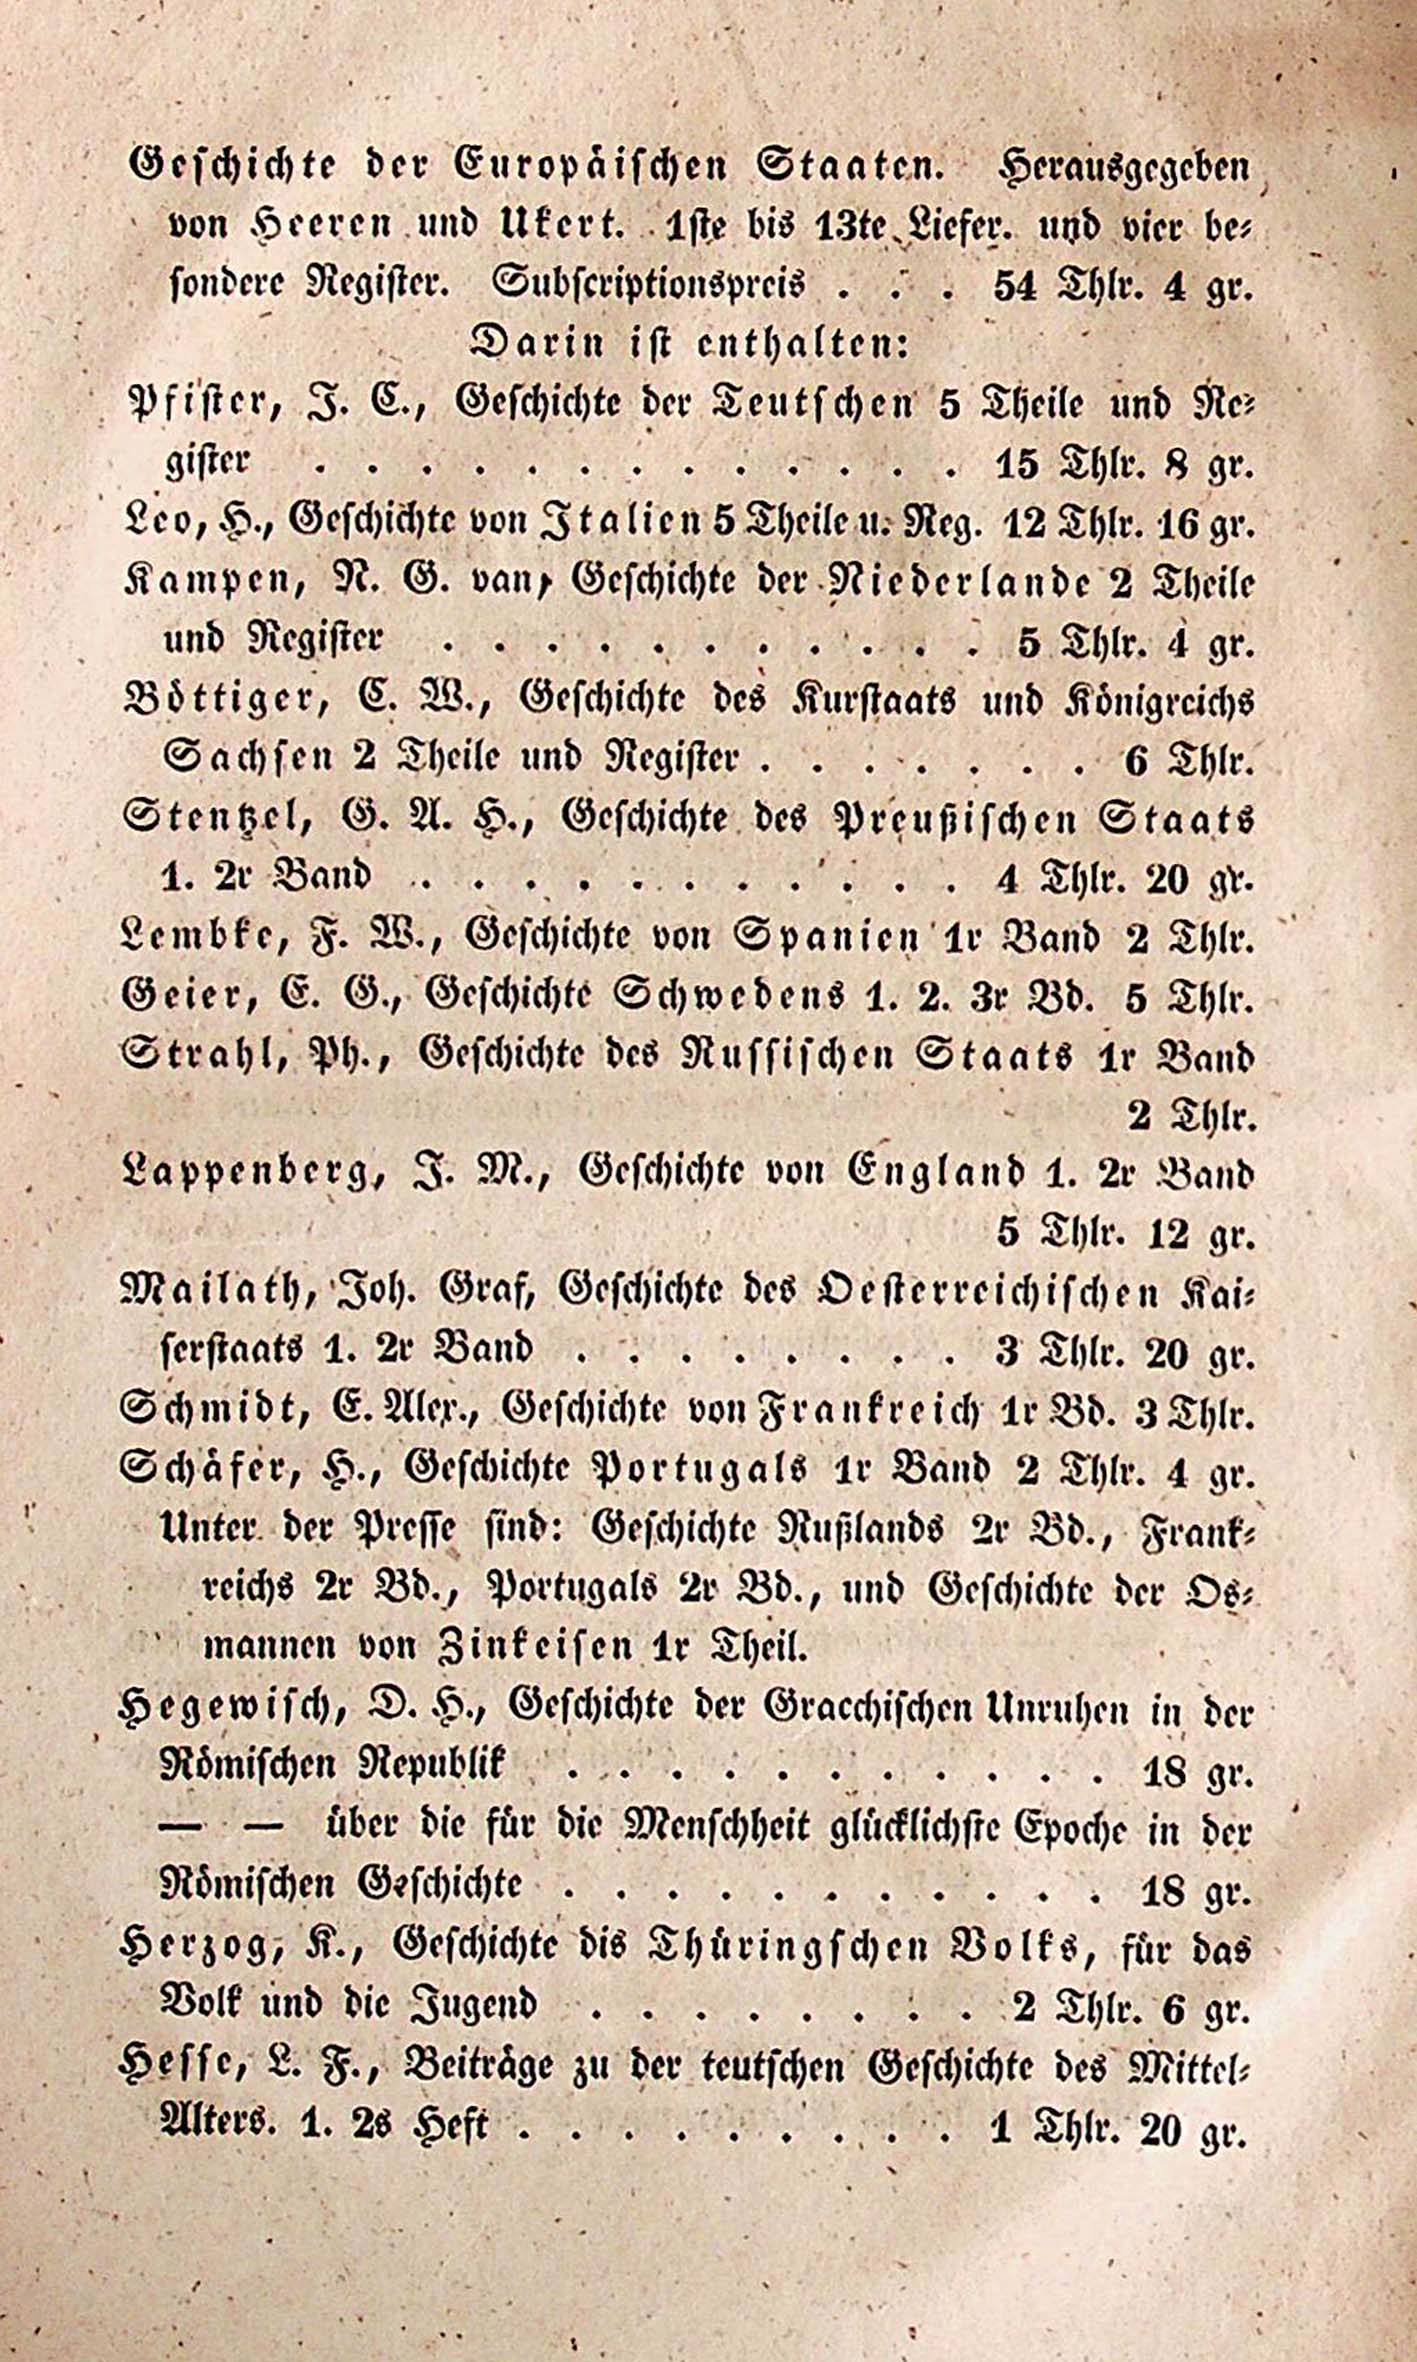 Geschichte der Europäischen Staaten. Herausgegeben
von Heeren und Ukert. 1ste bis 13te Liefer. und vier be⸗
sondere Register. Subscriptionspreis . . . 54 Thlr. 4 gr.
Darin ist enthalten:
Pfister, J. C., Geschichte der Teutschen 5 Theile und Re⸗
gister . . . . . . . . . . . . . 15 Thlr. 8 gr.
Leo, H., Geschichte von Italien 5 Theile u. Reg. 12 Thlr. 16 gr.
Kampen, N. G. van, Geschichte der Niederlande 2 Theile
und Register . . . . . . . . . . . 5 Thlr. 4 gr.
Böttiger, C. W., Geschichte des Kurstaats und Königreichs
Sachsen 2 Theile und Register . . . . . . . 6 Thlr.
Stentzel, G. A. H., Geschichte des Preußischen Staats
1. 2r Band . . . . . . . . . . . 4 Thlr. 20 gr.
Lembke, F. W., Geschichte von Spanien 1r Band 2 Thlr.
Geier, E. G., Geschichte Schwedens 1. 2. 3r Bd. 5 Thlr.
Strahl, Ph., Geschichte des Russischen Staats 1r Band
2 Thlr.
Lappenberg, J. M., Geschichte von England 1. 2r Band
5 Thlr. 12 gr.
Mailath, Joh. Graf, Geschichte des Oesterreichischen Kai⸗
serstaats 1. 2r Band . . . . . . . . 3 Thlr. 20 gr.
Schmidt, E. Alex., Geschichte von Frankreich 1r Bd. 3 Thlr.
Schäfer, H., Geschichte Portugals 1r Band 2 Thlr. 4 gr.
Unter der Presse sind: Geschichte Rußlands 2r Bd., Frank⸗
reichs 2r Bd., Portugals 2r Bd., und Geschichte der Os⸗
mannen von Zinkeisen 1r Theil.
Hegewisch, D. H., Geschichte der Gracchischen Unruhen in der
Römischen Republik . . . . . . . . . . . 18 gr.
— — über die für die Menschheit glücklichste Epoche in der
Römischen Geschichte . . . . . . . . . . . 18 gr.
Herzog, K., Geschichte dis Thüringschen Volks, für das
Volk und die Jugend . . . . . . . . 2 Thlr. 6 gr.
Hesse, L. F., Beiträge zu der teutschen Geschichte des Mittel⸗
Alters. 1. 2s Heft . . . . . . . . . 1 Thlr. 20 gr.